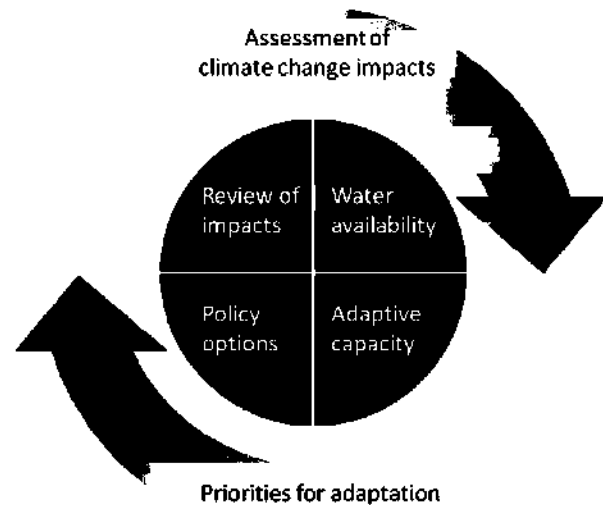 Assessment of
climate change impacts
Review of
impacts
Water
availability
Policy
options
Adaptive
capacity
Priorities for adaptation